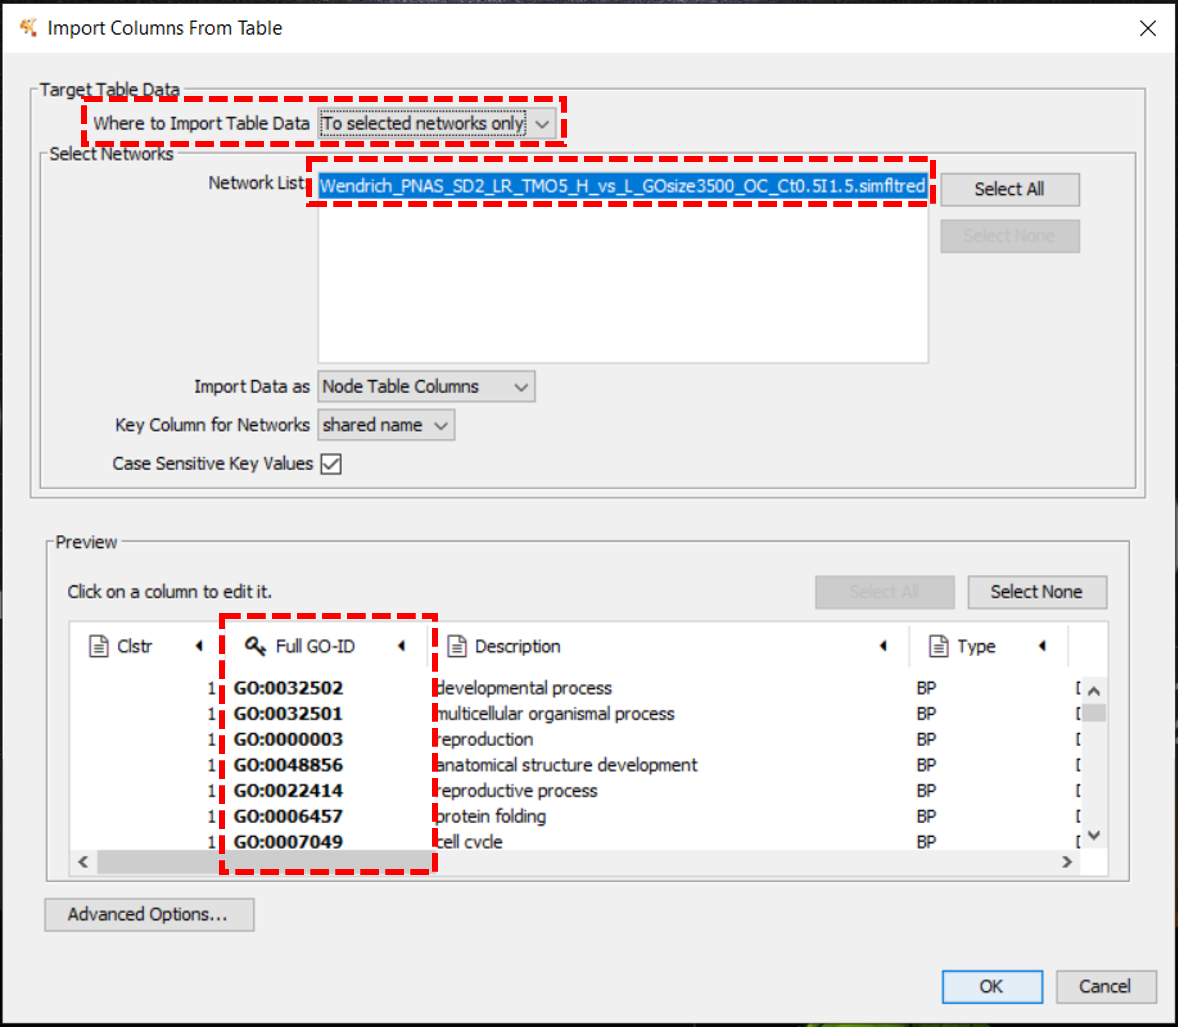 Import Columns From Table
Target Table Data
Where to Import Table Data To selected networks only
Select Networks
Network List: Wendrich_PNAS_SD2_LR_TMO5_H_vs_L_GOsize3500_OC_Ct0.5I1.5.simfltred Select All
Select None
Import Data as Node Table Columns
Key Column for Networks shared name
Case Sensitive Key Values
Preview
Click on a column to edit it. Select All Select None
Clstr Full GO-ID Description Type
1 GO:0032502 developmental process BP
1 GO:0032501 multicellular organismal process BP
1 GO:0000003 reproduction BP
1 GO:0048856 anatomical structure development BP
1 GO:0022414 reproductive process BP
1 GO:0006457 protein folding BP
1 GO:0007049 cell cycle BP
Advanced Options...
OK Cancel